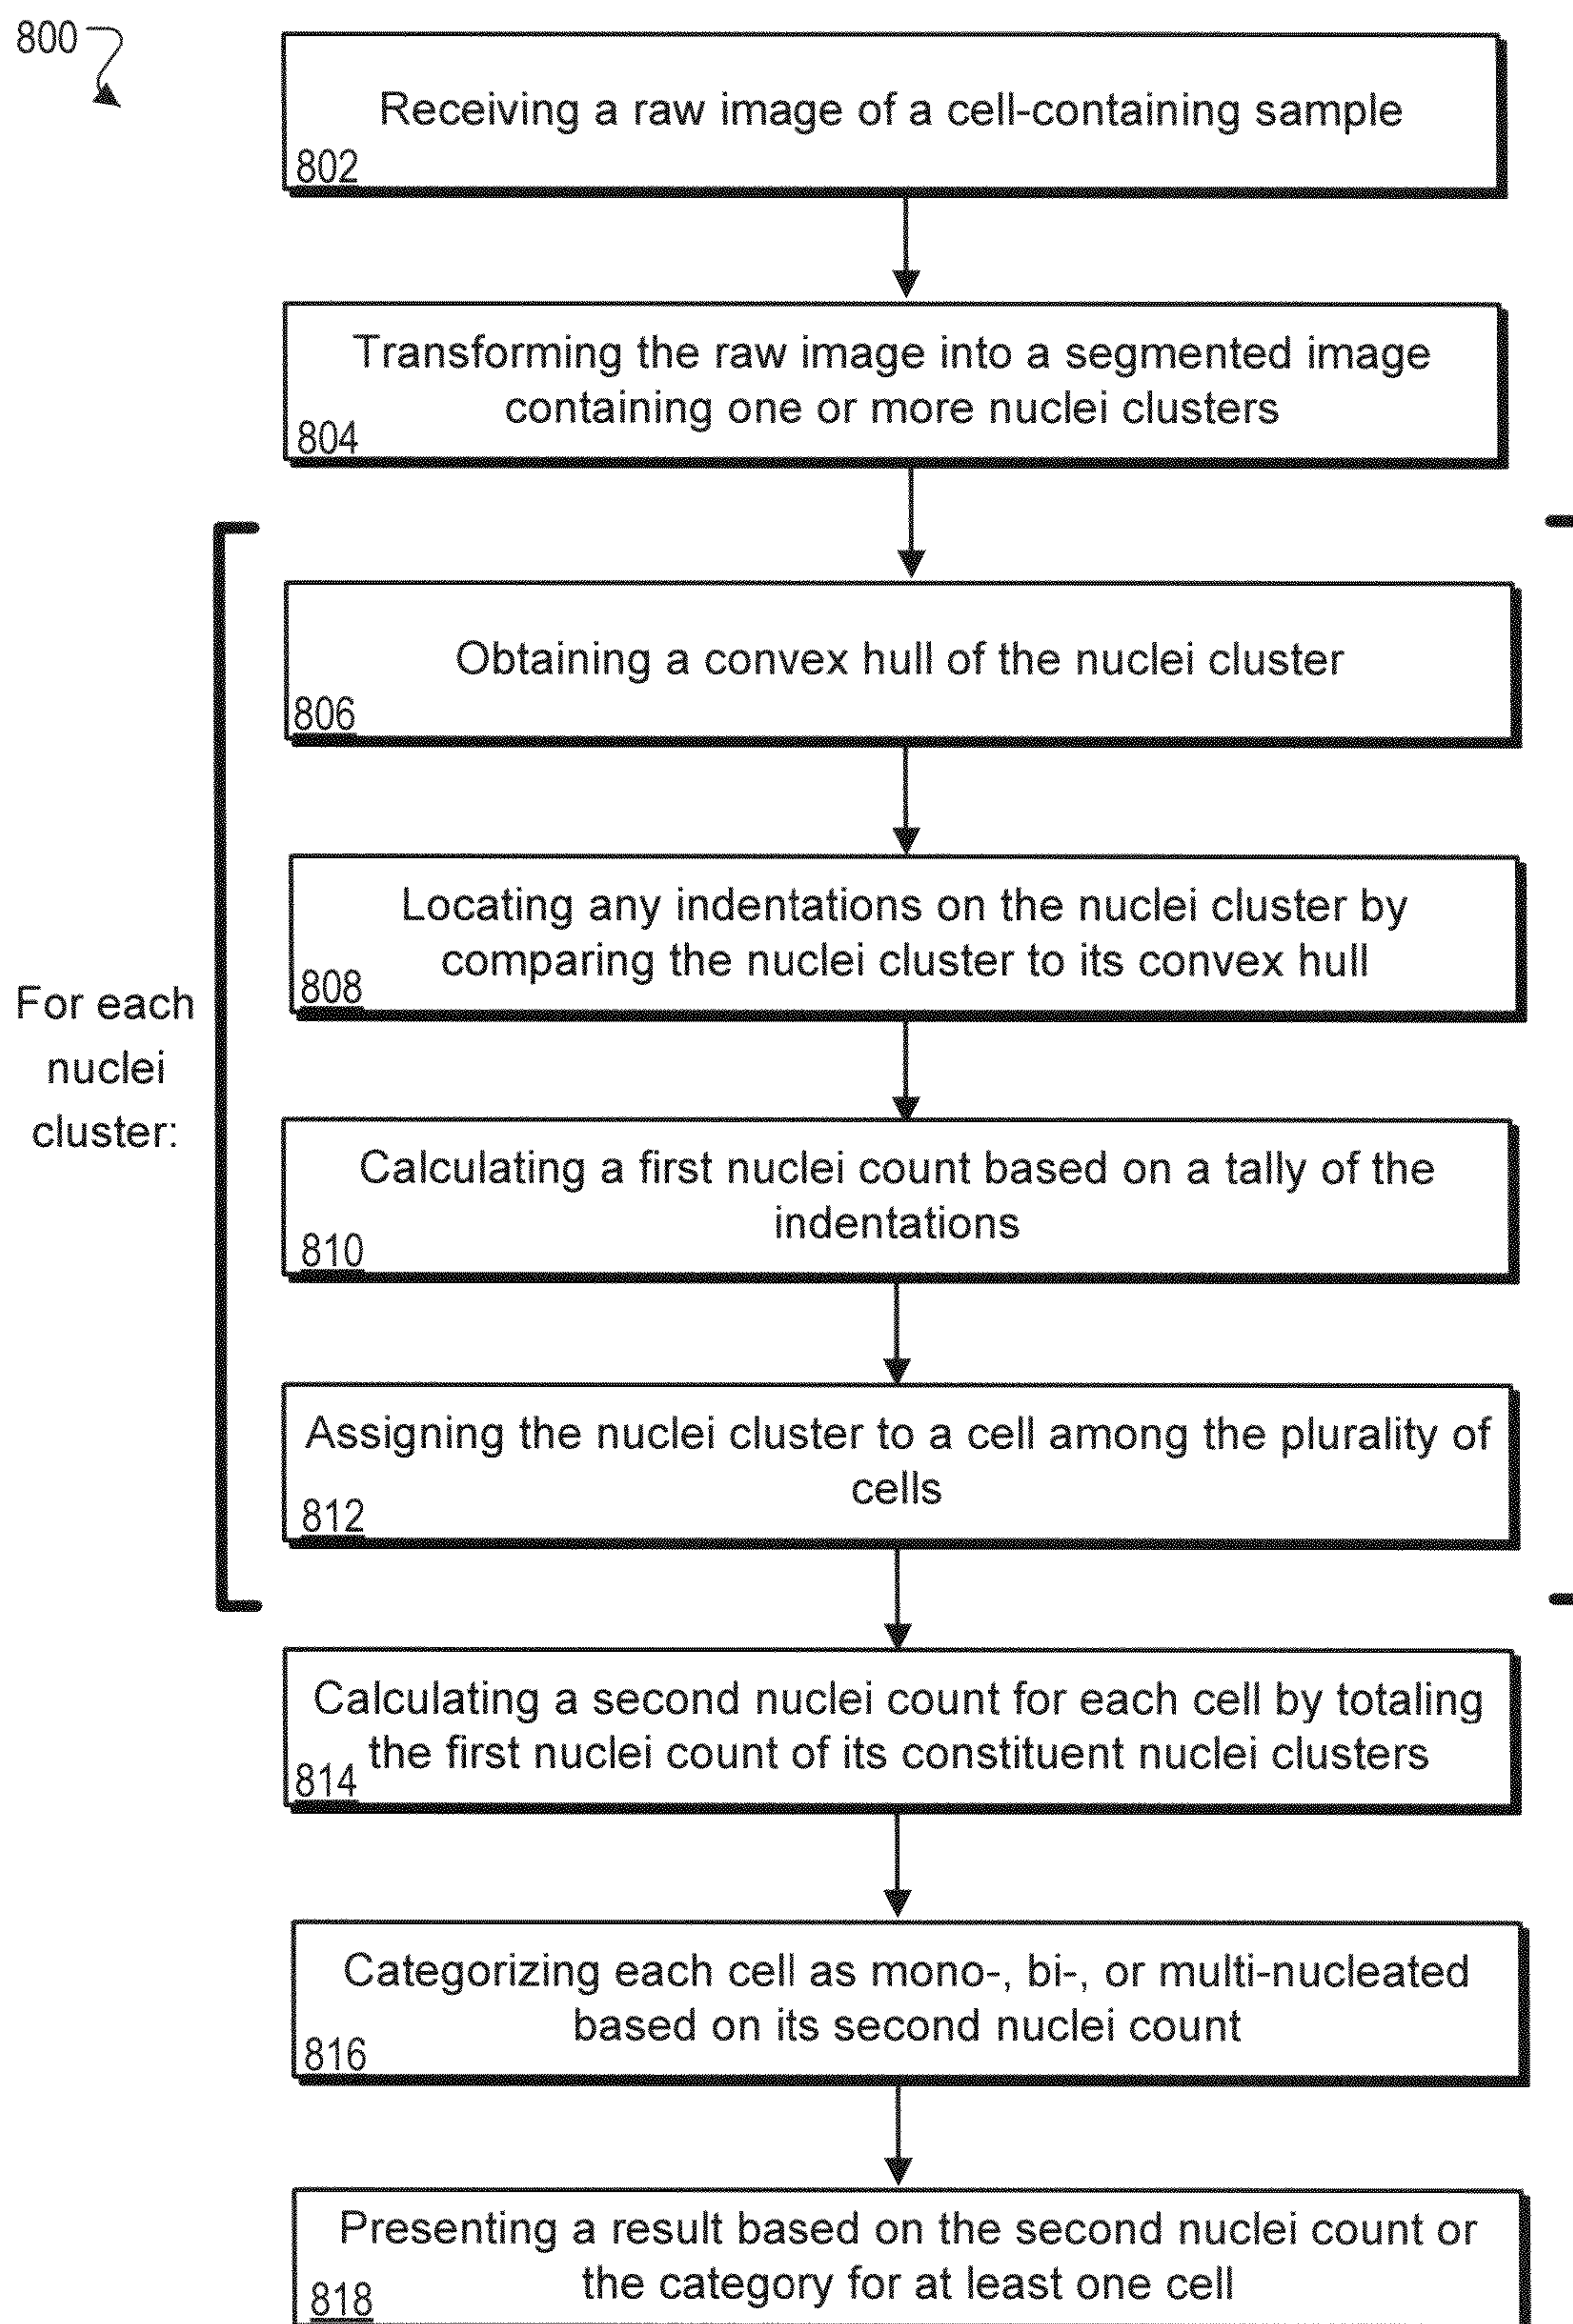 800
Receiving a raw image of a cell-containing sample
802
Transforming the raw image into a segmented image
containing one or more nuclei clusters
804
Obtaining a convex hull of the nuclei cluster
806
Locating any indentations on the nuclei cluster by
comparing the nuclei cluster to its convex hull
808
For each
nuclei
cluster:
Calculating a first nuclei count based on a tally of the
indentations
810
Assigning the nuclei cluster to a cell among the plurality of
cells
812
Calculating a second nuclei count for each cell by totaling
the first nuclei count of its constituent nuclei clusters
814
Categorizing each cell as mono-, bi-, or multi-nucleated
based on its second nuclei count
816
Presenting a result based on the second nuclei count or
the category for at least one cell
818